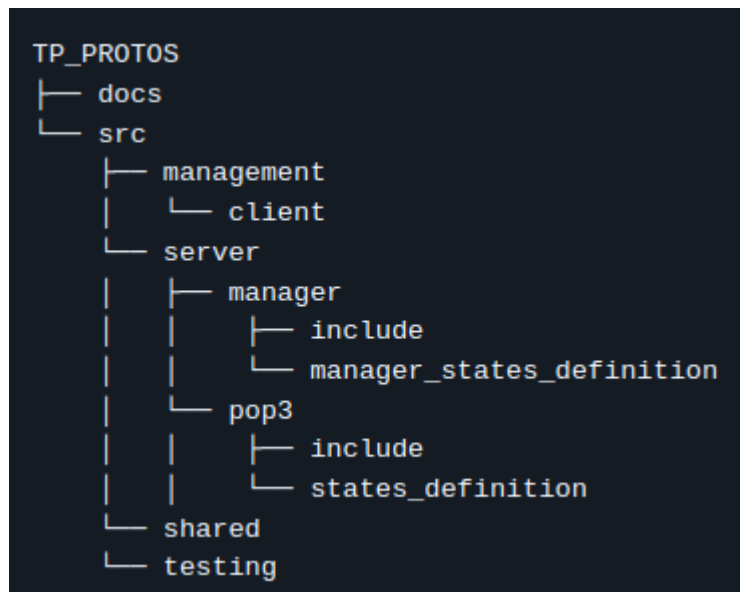 TP_PROTOS
├── docs
└── src
    ├── management
    │   └── client
    └── server
    │   ├── manager
    │   │    ├── include
    │   │    └── manager_states_definition
    │   └── pop3
    │   │    ├── include
    │   │    └── states_definition
    └── shared
    └── testing